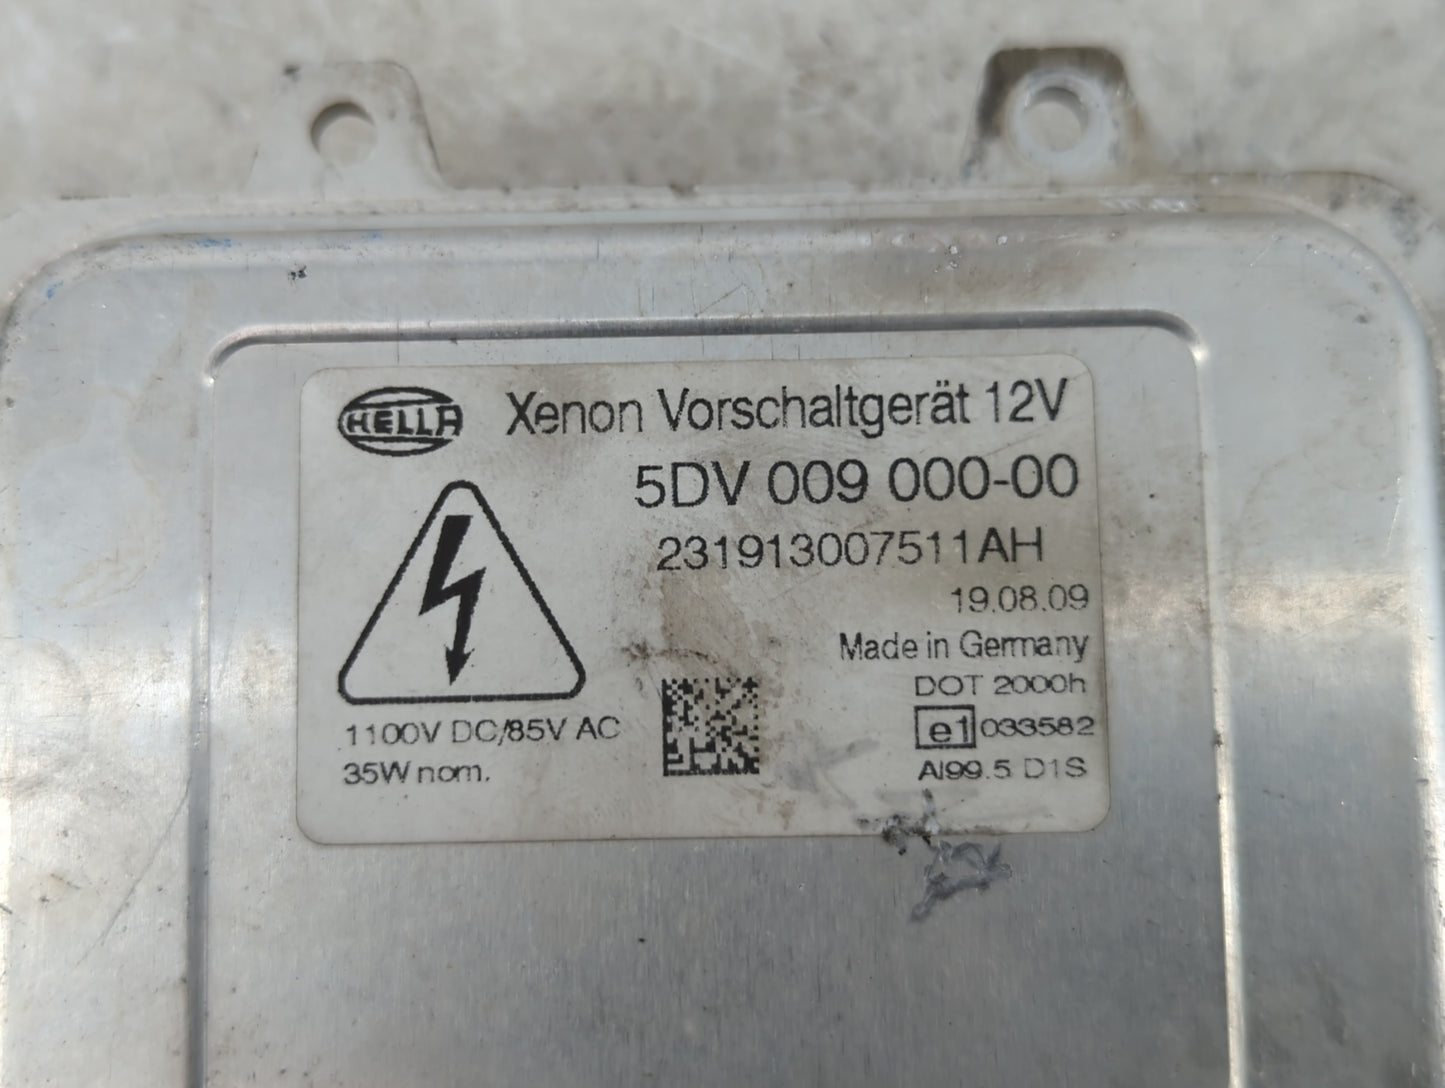 HELLA
Xenon Vorschaltgerät 12V
5DV 009 000-00
231913007511AH
19.08.09
Made in Germany
DOT 2000h
e1 033582
Al99.5 D1S
1100V DC/85V AC
35W nom.